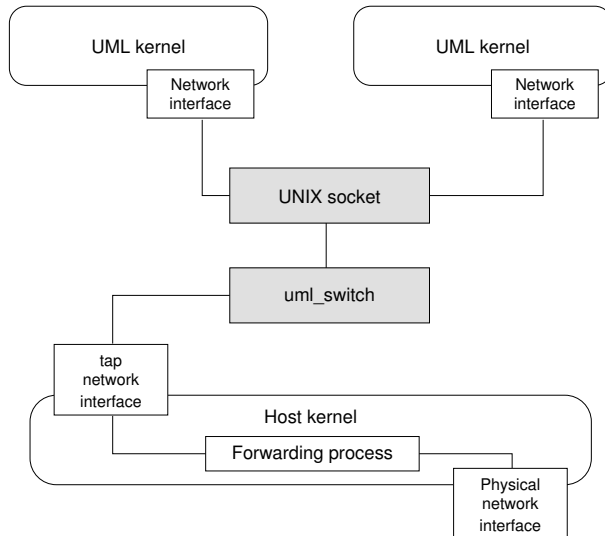 UML kernel
UML kernel
Network
interface
Network
interface
UNIX socket
uml_switch
tap
network
interface
Host kernel
Forwarding process
Physical
network
interface